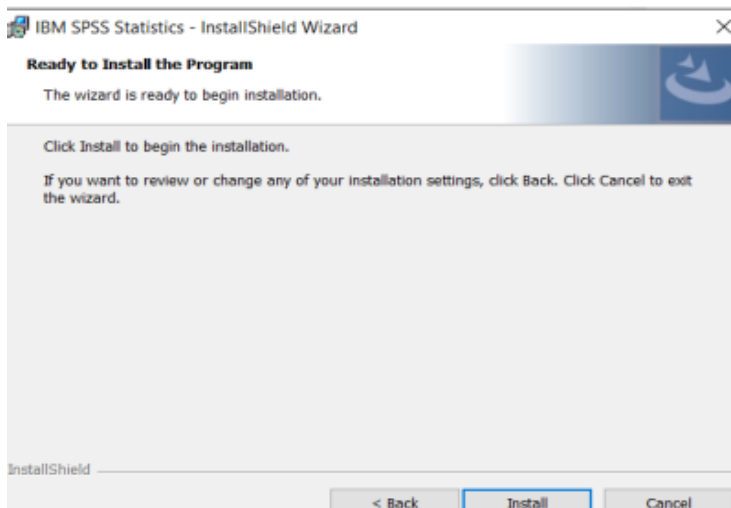 IBM SPSS Statistics - InstallShield Wizard
Ready to Install the Program
The wizard is ready to begin installation.
Click Install to begin the installation.
If you want to review or change any of your installation settings, click Back. Click Cancel to exit
the wizard.
InstallShield
< Back Install Cancel